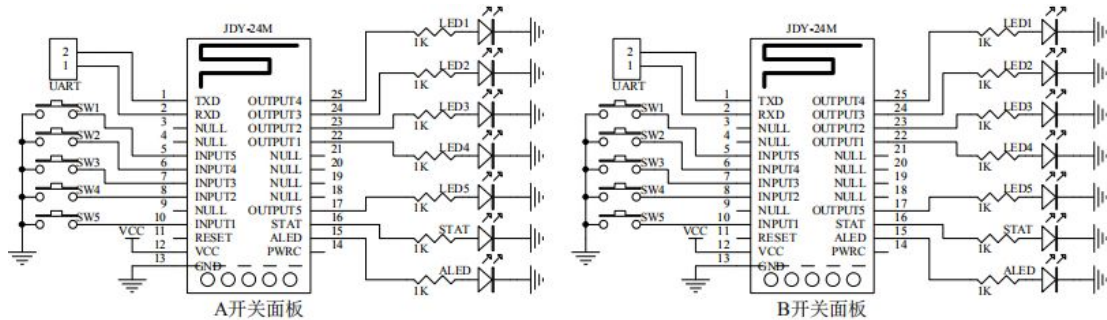 JDY-24M
2
1
UART
SW1
SW2
SW3
SW4
SW5
VCC
1 TXD OUTPUT4 25
2 RXD OUTPUT3 24
3 NULL OUTPUT2 23
4 NULL OUTPUT1 22
5 INPUT5 NULL 21
6 INPUT4 NULL 20
7 INPUT3 NULL 19
8 INPUT2 NULL 18
9 NULL OUTPUT5 17
10 INPUT1 STAT 16
11 RESET ALED 15
12 VCC PWRC 14
13 GND
LED1
1K
LED2
1K
LED3
1K
LED4
1K
LED5
1K
STAT
1K
ALED
1K
A开关面板
JDY-24M
2
1
UART
SW1
SW2
SW3
SW4
SW5
VCC
1 TXD OUTPUT4 25
2 RXD OUTPUT3 24
3 NULL OUTPUT2 23
4 NULL OUTPUT1 22
5 INPUT5 NULL 21
6 INPUT4 NULL 20
7 INPUT3 NULL 19
8 INPUT2 NULL 18
9 NULL OUTPUT5 17
10 INPUT1 STAT 16
11 RESET ALED 15
12 VCC PWRC 14
13 GND
LED1
1K
LED2
1K
LED3
1K
LED4
1K
LED5
1K
STAT
1K
ALED
1K
B开关面板